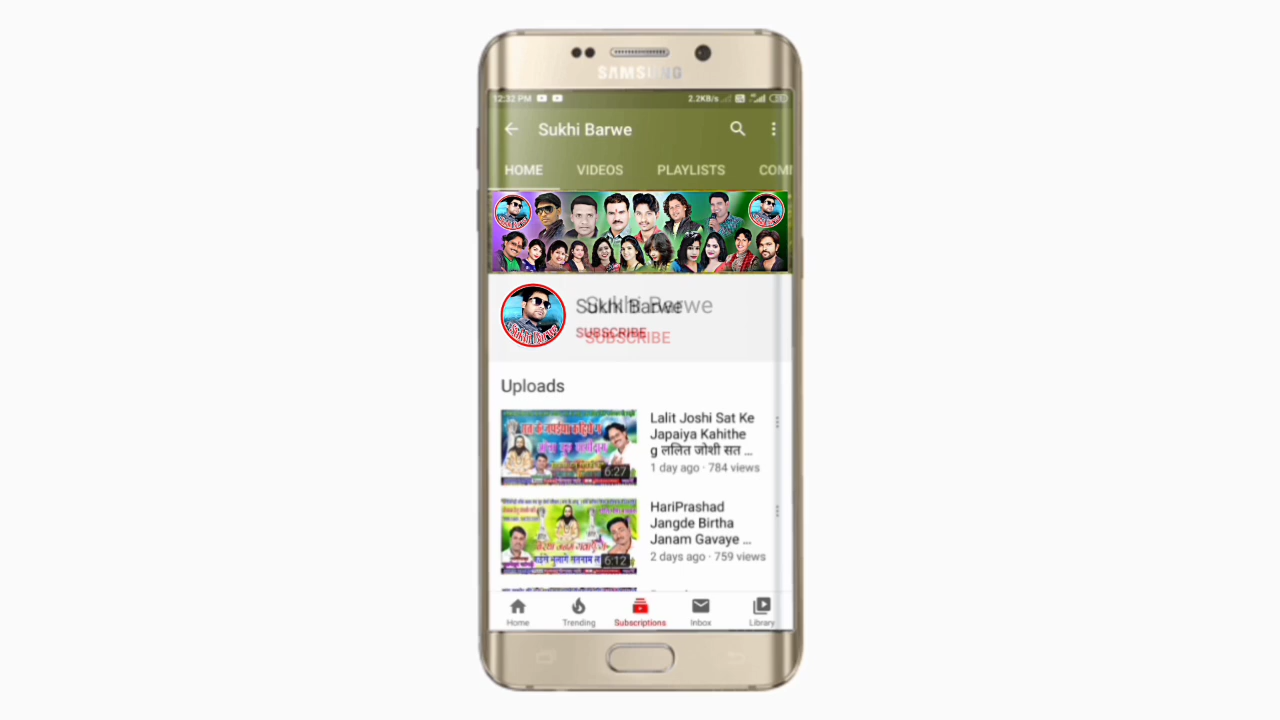 SAMSUNG
12:32 PM 2.2KB/s
Sukhi Barwe
HOME VIDEOS PLAYLISTS COM
Sukhi Barwe
SUBSCRIBE
Uploads
Lalit Joshi Sat Ke
Japaiya Kahithe
g ललित जोशी सत ...
1 day ago · 784 views
6:27
HariPrashad
Jangde Birtha
Janam Gavaye ...
2 days ago · 759 views
6:12
Home Trending Subscriptions Inbox Library